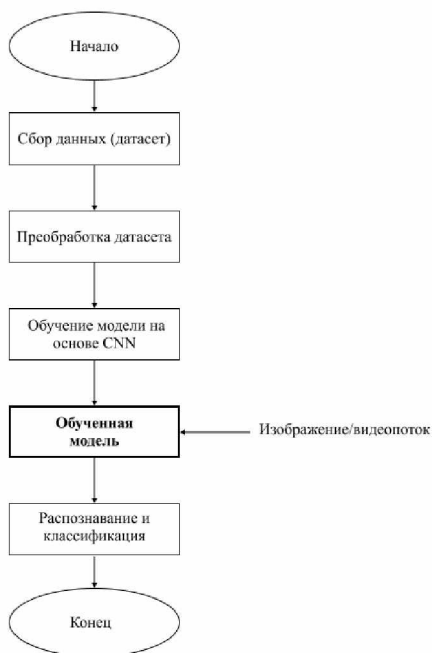 Начало
Сбор данных (датасет)
Преобработка датасета
Обучение модели на
основе CNN
Обученная
модель
Изображение/видеопоток
Распознавание и
классификация
Конец